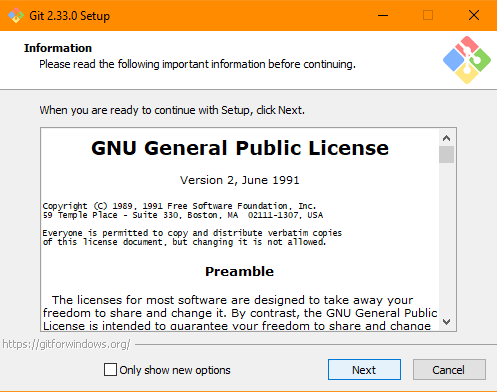 Git 2.33.0 Setup
Information
Please read the following important information before continuing.
When you are ready to continue with Setup, click Next.
GNU General Public License
Version 2, June 1991
Copyright (C) 1989, 1991 Free Software Foundation, Inc.
59 Temple Place - Suite 330, Boston, MA  02111-1307, USA
Everyone is permitted to copy and distribute verbatim copies
of this license document, but changing it is not allowed.
Preamble
The licenses for most software are designed to take away your
freedom to share and change it. By contrast, the GNU General Public
License is intended to guarantee your freedom to share and change
https://gitforwindows.org/
Only show new options
Next
Cancel